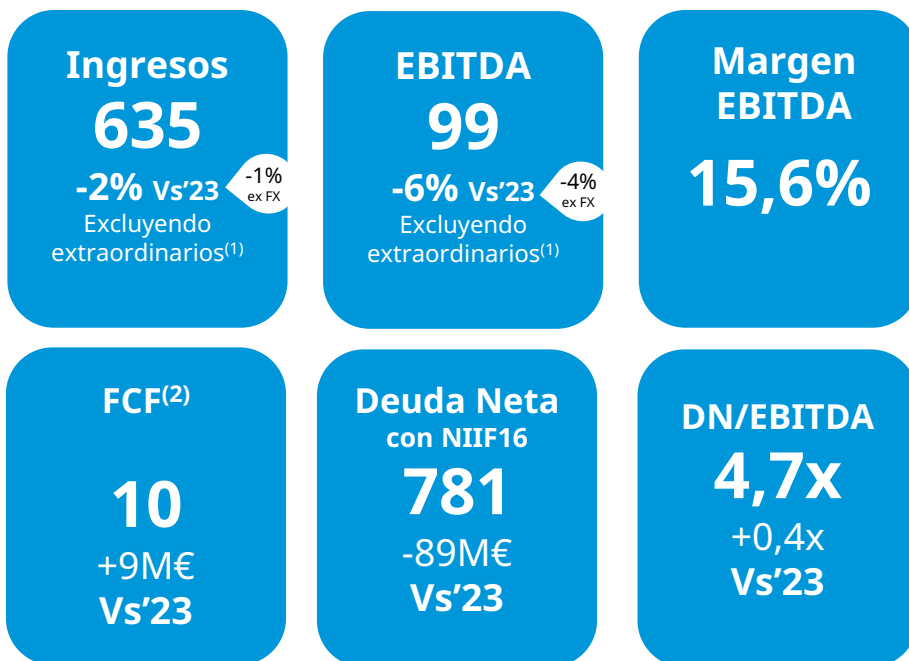 Ingresos
635
-2% Vs’23
-1%
ex FX
Excluyendo
extraordinarios(1)
EBITDA
99
-6% Vs’23
-4%
ex FX
Excluyendo
extraordinarios(1)
Margen
EBITDA
15,6%
FCF(2)
10
+9M€
Vs’23
Deuda Neta
con NIIF16
781
-89M€
Vs’23
DN/EBITDA
4,7x
+0,4x
Vs’23